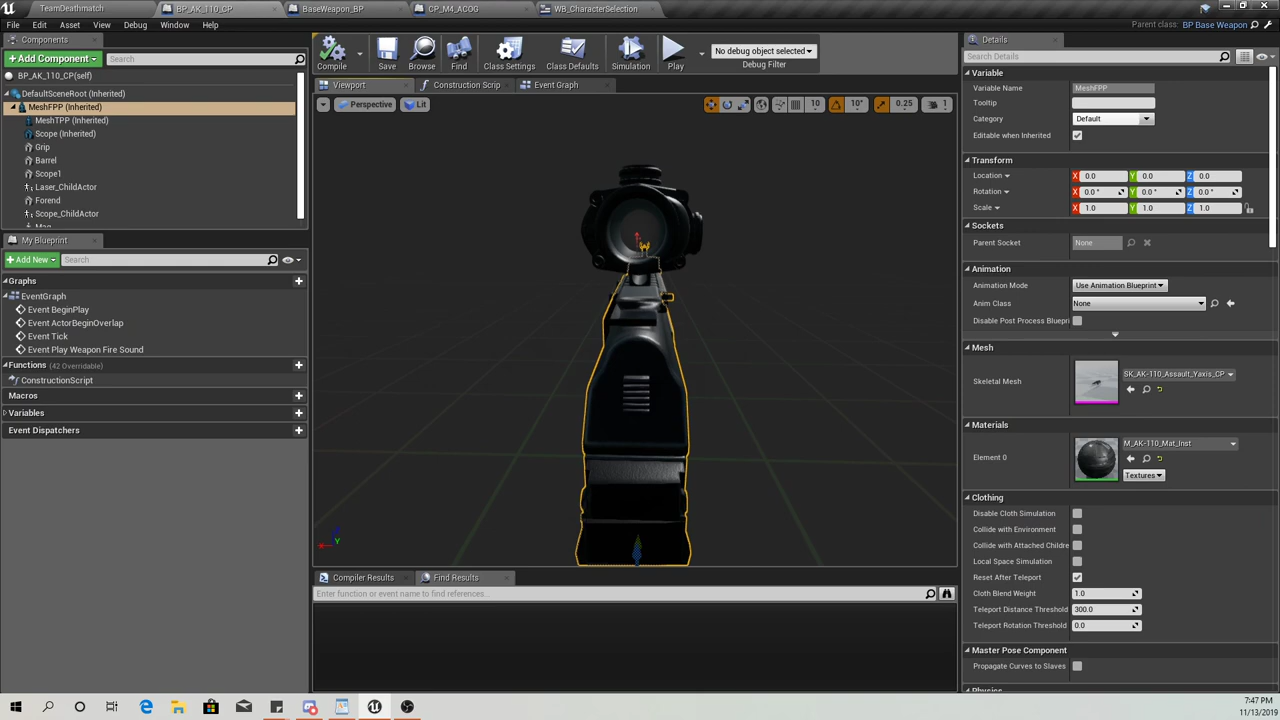 TeamDeathmatch
BP_AK_110_CP
BaseWeapon_BP
CP_M4_ACOG
WB_CharacterSelection
File Edit Asset View Debug Window Help
Parent class: BP Base Weapon
Components
+ Add Component
Search
BP_AK_110_CP(self)
DefaultSceneRoot (Inherited)
MeshFPP (Inherited)
MeshTPP (Inherited)
Scope (Inherited)
Grip
Barrel
Scope1
Laser_ChildActor
Forend
Scope_ChildActor
Mag
My Blueprint
+ Add New
Search
Graphs
EventGraph
Event BeginPlay
Event ActorBeginOverlap
Event Tick
Event Play Weapon Fire Sound
Functions (42 Overridable)
ConstructionScript
Macros
Variables
Event Dispatchers
Compile
Save
Browse
Find
Class Settings
Class Defaults
Simulation
Play
No debug object selected
Debug Filter
Viewport
Construction Scrip
Event Graph
Perspective
Lit
10
10°
0.25
1
X
Y
Compiler Results
Find Results
Enter function or event name to find references...
Details
Search Details
Variable
Variable Name MeshFPP
Tooltip
Category Default
Editable when Inherited
Transform
Location X 0.0 Y 0.0 Z 0.0
Rotation X 0.0 ° Y 0.0 ° Z 0.0 °
Scale X 1.0 Y 1.0 Z 1.0
Sockets
Parent Socket None
Animation
Animation Mode Use Animation Blueprint
Anim Class None
Disable Post Process Bluepri
Mesh
Skeletal Mesh SK_AK-110_Assault_Yaxis_CP
Materials
Element 0 M_AK-110_Mat_Inst
Textures
Clothing
Disable Cloth Simulation
Collide with Environment
Collide with Attached Childre
Local Space Simulation
Reset After Teleport
Cloth Blend Weight 1.0
Teleport Distance Threshold 300.0
Teleport Rotation Threshold 0.0
Master Pose Component
Propagate Curves to Slaves
Physics
7:47 PM
11/13/2019